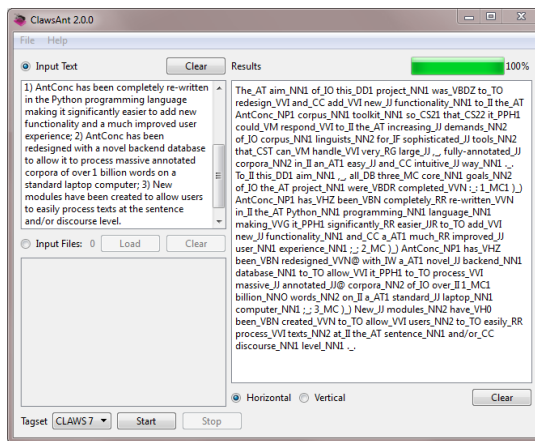 ClawsAnt 2.0.0
File Help
Input Text Clear
1) AntConc has been completely re-written
in the Python programming language
making it significantly easier to add new
functionality and a much improved user
experience; 2) AntConc has been
redesigned with a novel backend database
to allow it to process massive annotated
corpora of over 1 billion words on a
standard laptop computer; 3) New
modules have been created to allow users
to easily process texts at the sentence
and/or discourse level.
Input Files: 0 Load Clear
Tagset CLAWS 7 Start Stop
Results 100%
The_AT aim_NN1 of_IO this_DD1 project_NN1 was_VBDZ to_TO
redesign_VVI and_CC add_VVI new_JJ functionality_NN1 to_II the_AT
AntConc_NP1 corpus_NN1 toolkit_NN1 so_CS21 that_CS22 it_PPH1
could_VM respond_VVI to_II the_AT increasing_JJ demands_NN2
of_IO corpus_NN1 linguists_NN2 for_IF sophisticated_JJ tools_NN2
that_CST can_VM handle_VVI very_RG large_JJ ,_, fully-annotated_JJ
corpora_NN2 in_II an_AT1 easy_JJ and_CC intuitive_JJ way_NN1 ._.
To_II this_DD1 aim_NN1 ,_, all_DB three_MC core_NN1 goals_NN2
of_IO the_AT project_NN1 were_VBDR completed_VVN :_: 1_MC1 )_)
AntConc_NP1 has_VHZ been_VBN completely_RR re-written_VVN
in_II the_AT Python_NN1 programming_NN1 language_NN1
making_VVG it_PPH1 significantly_RR easier_JJR to_TO add_VVI
new_JJ functionality_NN1 and_CC a_AT1 much_RR improved_JJ
user_NN1 experience_NN1 ;_; 2_MC )_) AntConc_NP1 has_VHZ
been_VBN redesigned_VVN@ with_IW a_AT1 novel_JJ backend_NN1
database_NN1 to_TO allow_VVI it_PPH1 to_TO process_VVI
massive_JJ annotated_JJ@ corpora_NN2 of_IO over_II 1_MC1
billion_NNO words_NN2 on_II a_AT1 standard_JJ laptop_NN1
computer_NN1 ;_; 3_MC )_) New_JJ modules_NN2 have_VH0
been_VBN created_VVN to_TO allow_VVI users_NN2 to_TO easily_RR
process_VVI texts_NN2 at_II the_AT sentence_NN1 and/or_CC
discourse_NN1 level_NN1 ._.
Horizontal Vertical Clear